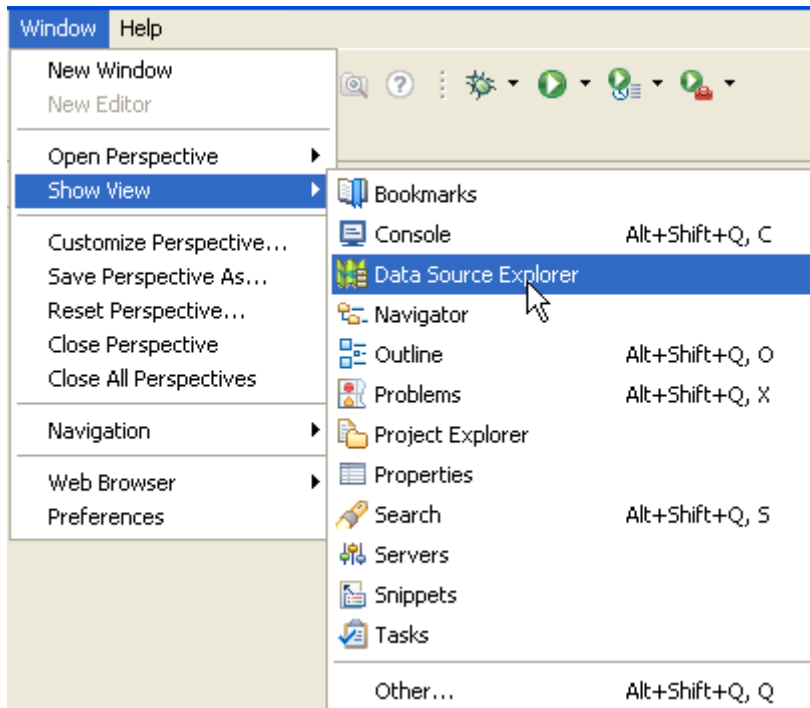 Window Help
New Window
New Editor
Open Perspective
Show View
Customize Perspective...
Save Perspective As...
Reset Perspective...
Close Perspective
Close All Perspectives
Navigation
Web Browser
Preferences
Bookmarks
Console Alt+Shift+Q, C
Data Source Explorer
Navigator
Outline Alt+Shift+Q, O
Problems Alt+Shift+Q, X
Project Explorer
Properties
Search Alt+Shift+Q, S
Servers
Snippets
Tasks
Other... Alt+Shift+Q, Q